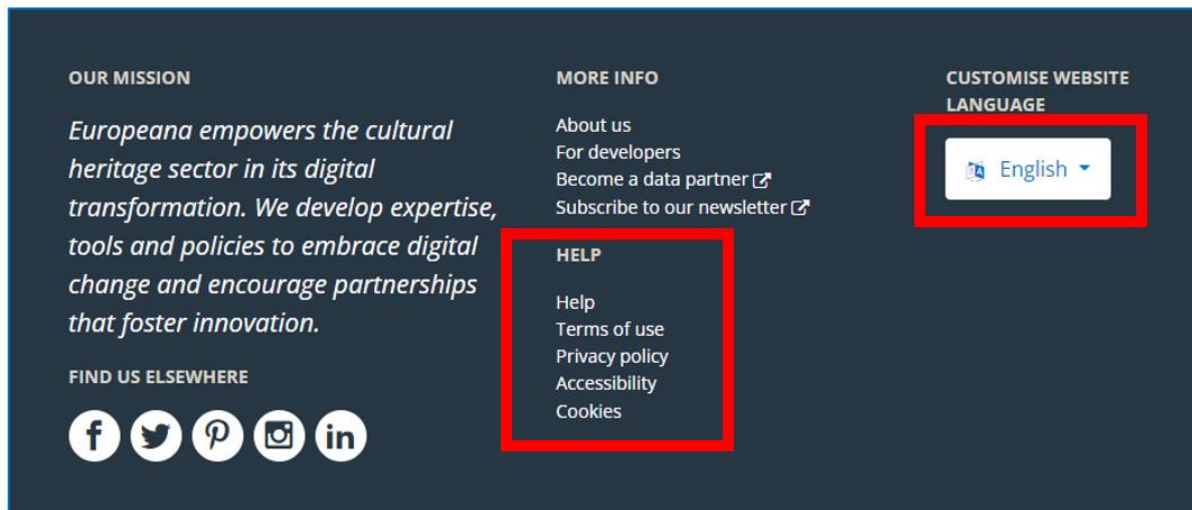 OUR MISSION
Europeana empowers the cultural
heritage sector in its digital
transformation. We develop expertise,
tools and policies to embrace digital
change and encourage partnerships
that foster innovation.
FIND US ELSEWHERE
MORE INFO
About us
For developers
Become a data partner
Subscribe to our newsletter
HELP
Help
Terms of use
Privacy policy
Accessibility
Cookies
CUSTOMISE WEBSITE
LANGUAGE
English